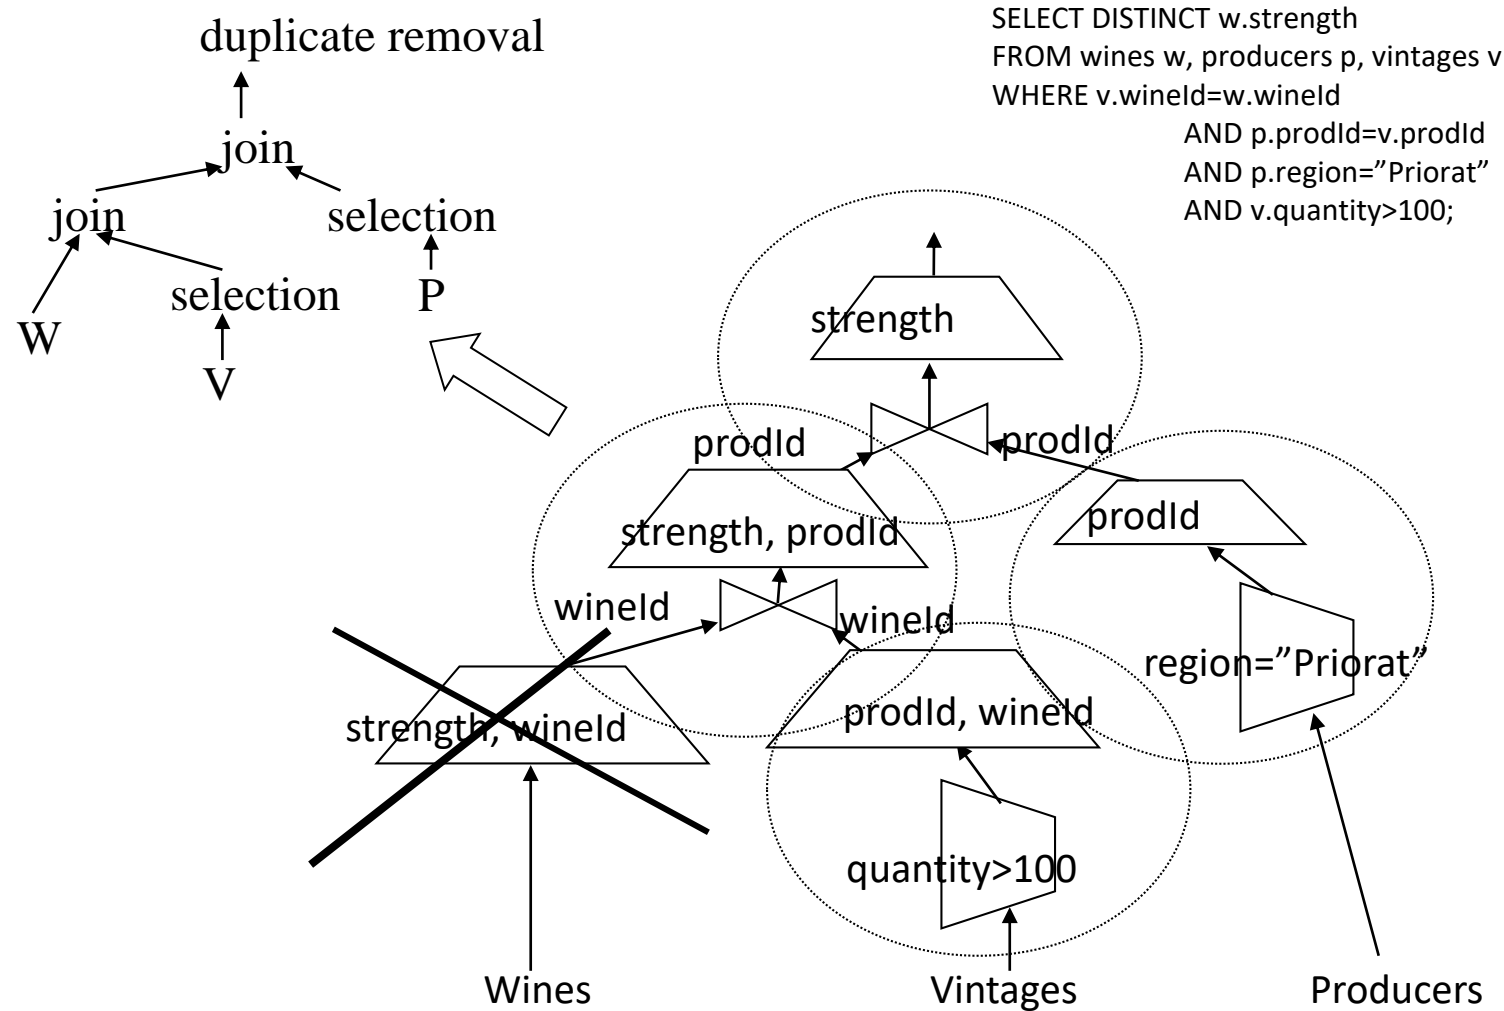 duplicate removal
join
join
selection
selection
P
W
V
SELECT DISTINCT w.strength
FROM wines w, producers p, vintages v
WHERE v.wineId=w.wineId
AND p.prodId=v.prodId
AND p.region=”Priorat”
AND v.quantity>100;
strength
prodId
prodId
strength, prodId
prodId
wineId
wineId
region=”Priorat”
strength, wineId
prodId, wineId
quantity>100
Wines
Vintages
Producers